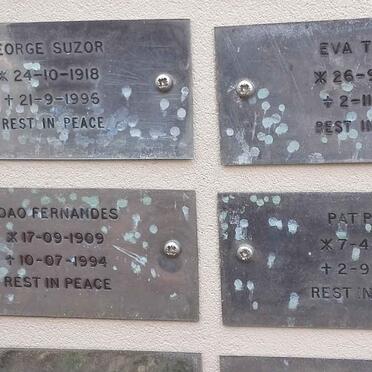 EORGE SUZOR
⚹ 24-10-1918
† 21-9-1996
REST IN PEACE
EVA T
⚹ 26-9
÷ 2-11
REST IN
OAO FERNANDES
⚹ 17-09-1909
† 10-07-1994
REST IN PEACE
PAT P
⚹ 7-4
† 2-9
REST IN